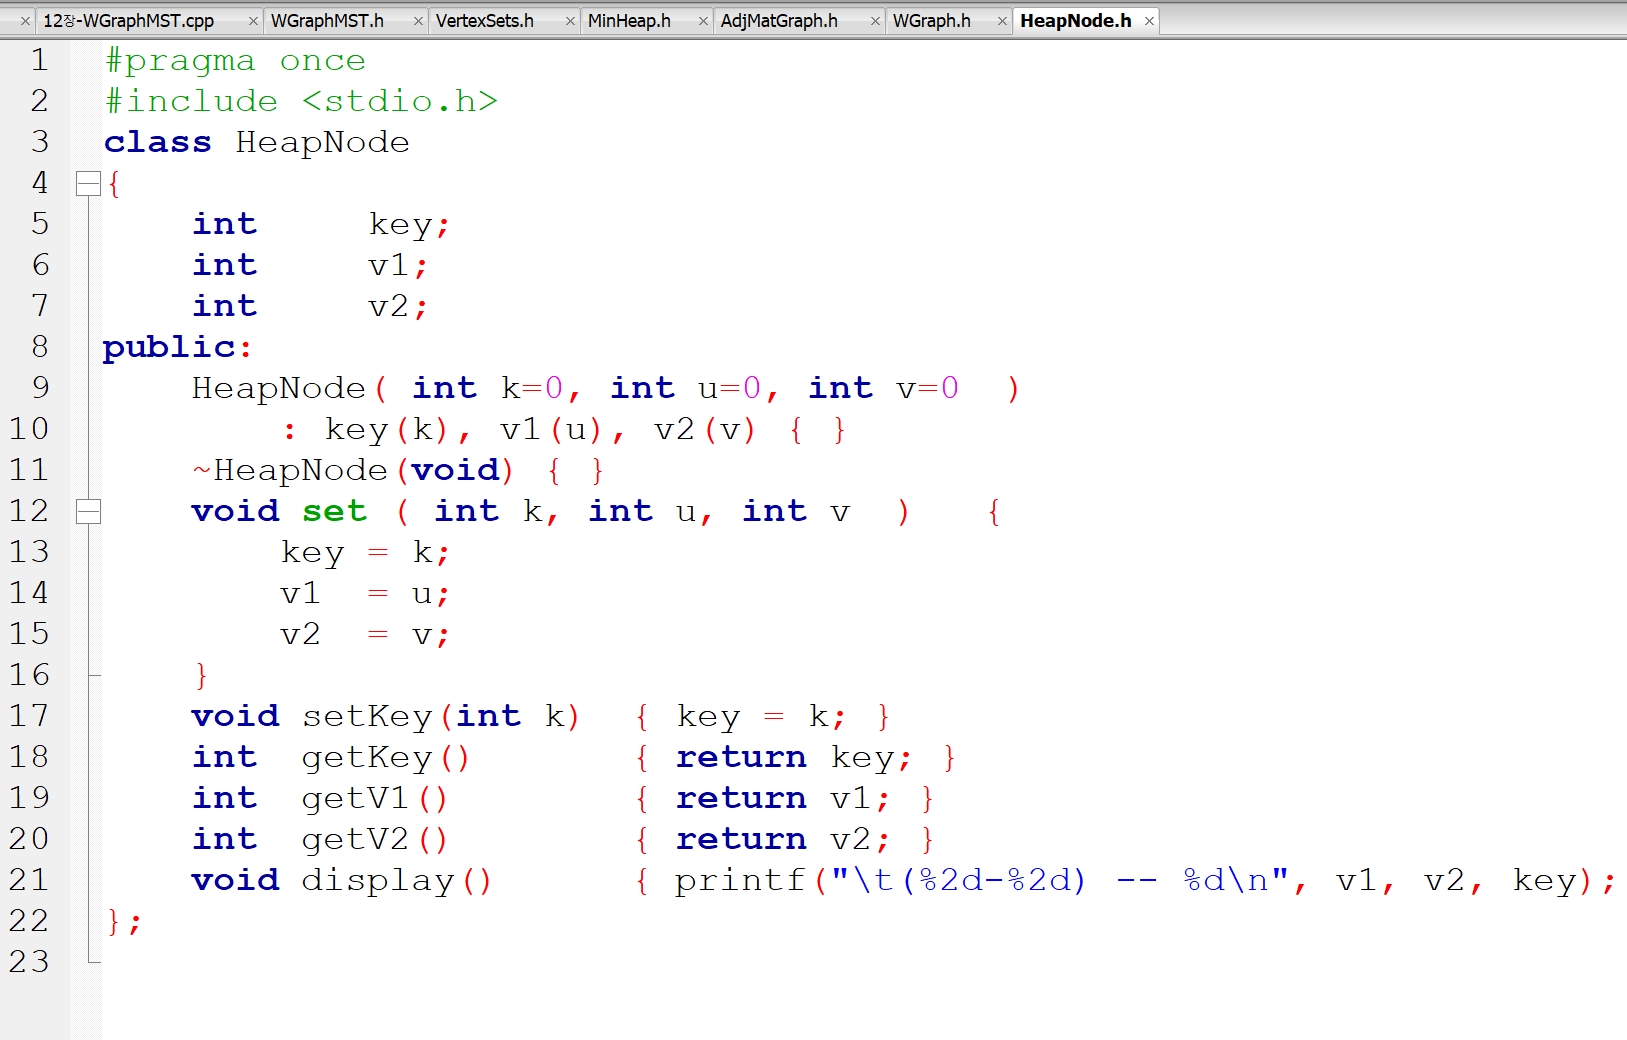 12장-WGraphMST.cpp WGraphMST.h VertexSets.h MinHeap.h AdjMatGraph.h WGraph.h HeapNode.h
1 #pragma once
2 #include <stdio.h>
3 class HeapNode
4 {
5 int key;
6 int v1;
7 int v2;
8 public:
9 HeapNode( int k=0, int u=0, int v=0 )
10 : key(k), v1(u), v2(v) { }
11 ~HeapNode(void) { }
12 void set ( int k, int u, int v ) {
13 key = k;
14 v1 = u;
15 v2 = v;
16 }
17 void setKey(int k) { key = k; }
18 int getKey() { return key; }
19 int getV1() { return v1; }
20 int getV2() { return v2; }
21 void display() { printf("\t(%2d-%2d) -- %d\n", v1, v2, key);
22 };
23